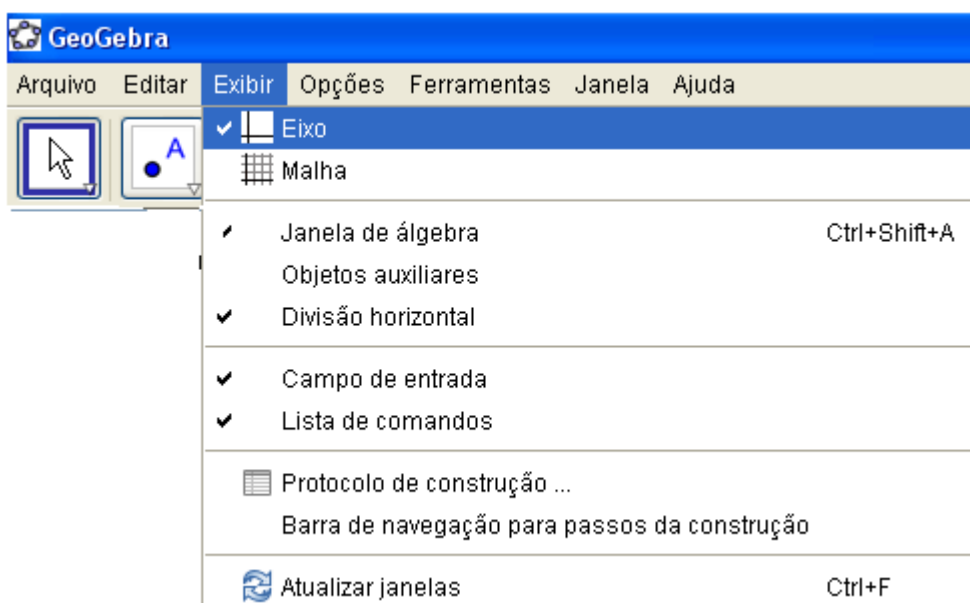 GeoGebra
Arquivo Editar Exibir Opções Ferramentas Janela Ajuda
A
Eixo
Malha
Janela de álgebra Ctrl+Shift+A
Objetos auxiliares
Divisão horizontal
Campo de entrada
Lista de comandos
Protocolo de construção ...
Barra de navegação para passos da construção
Atualizar janelas Ctrl+F